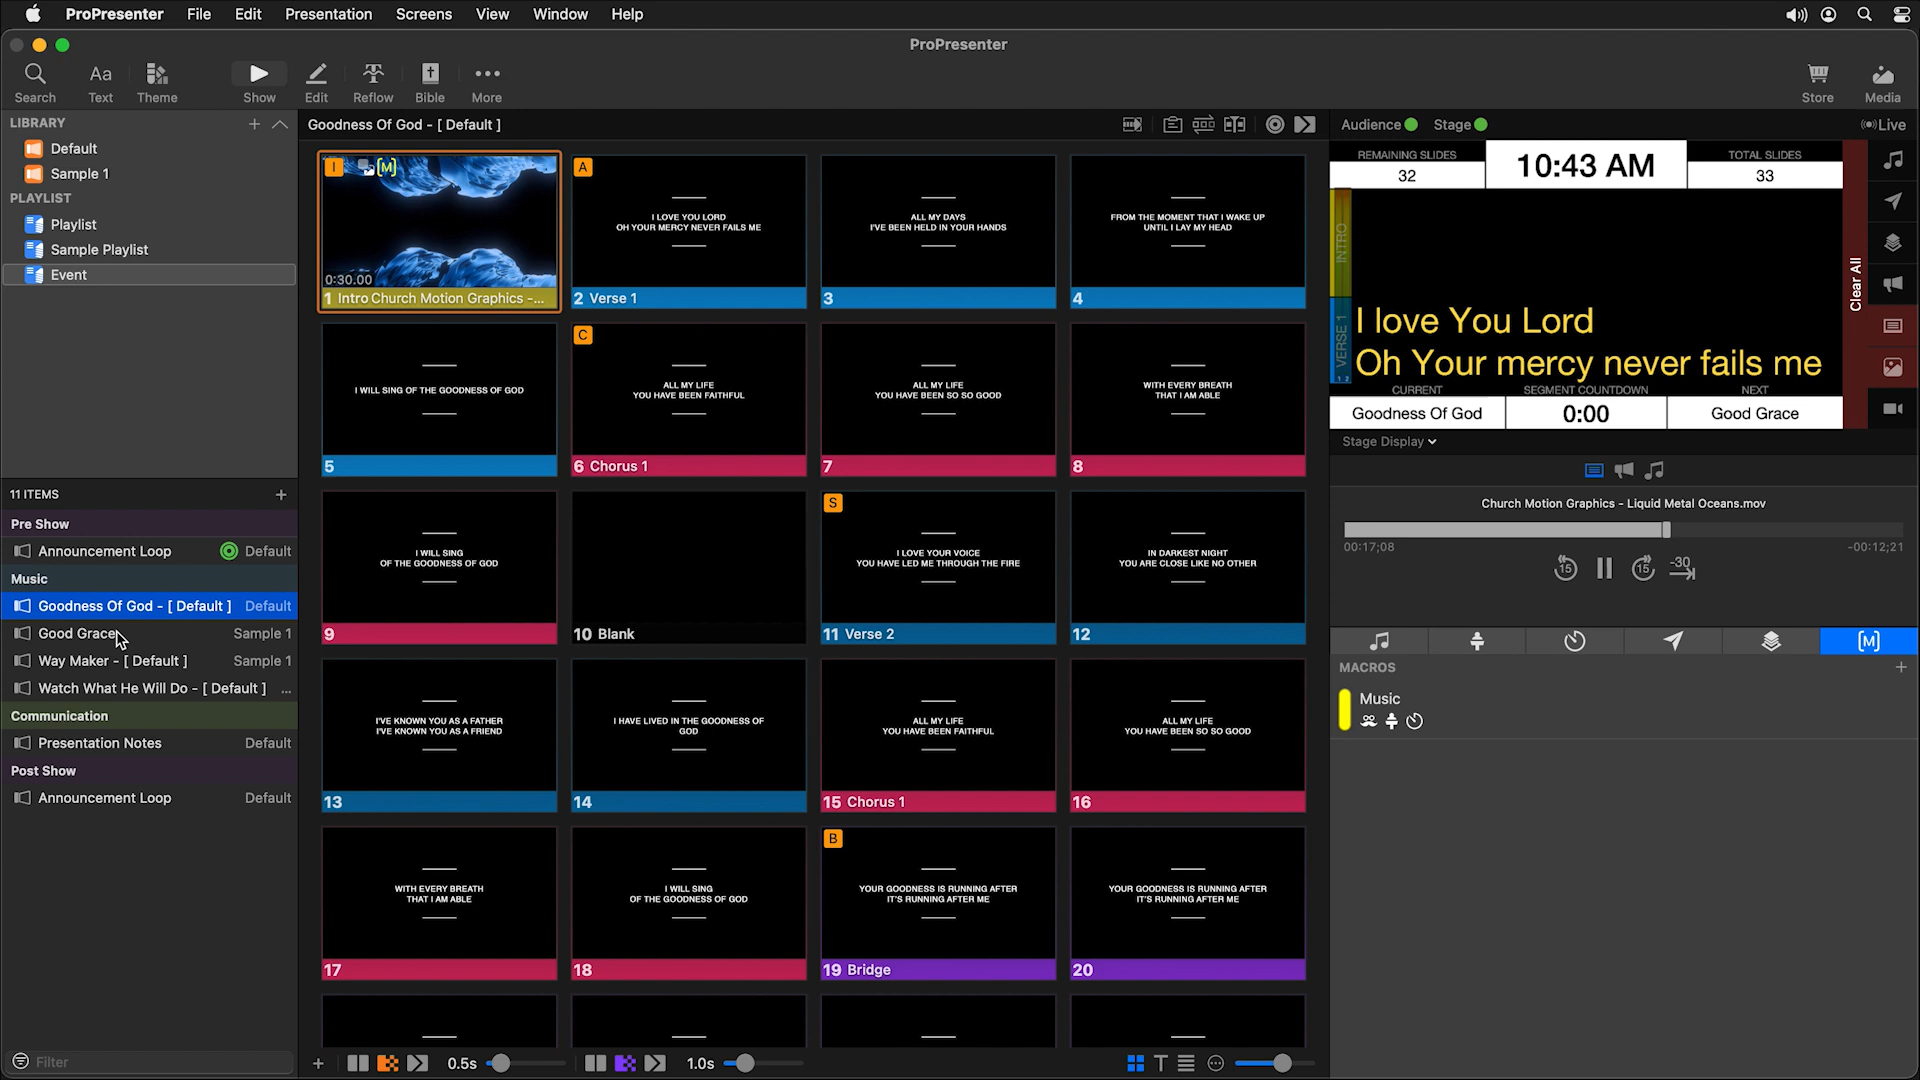 ProPresenter File Edit Presentation Screens View Window Help
ProPresenter
Search Aa Text Theme Show Edit Reflow Bible More Store Media
LIBRARY
Default
Sample 1
PLAYLIST
Playlist
Sample Playlist
Event
11 ITEMS
Pre Show
Announcement Loop Default
Music
Goodness Of God - [ Default ] Default
Good Grace Sample 1
Way Maker - [ Default ] Sample 1
Watch What He Will Do - [ Default ] ...
Communication
Presentation Notes Default
Post Show
Announcement Loop Default
Filter
Goodness Of God - [ Default ]
I [M]
0:30.00
1 Intro Church Motion Graphics -...
A
I LOVE YOU LORD
OH YOUR MERCY NEVER FAILS ME
2 Verse 1
ALL MY DAYS
I'VE BEEN HELD IN YOUR HANDS
3
FROM THE MOMENT THAT I WAKE UP
UNTIL I LAY MY HEAD
4
I WILL SING OF THE GOODNESS OF GOD
5
C
ALL MY LIFE
YOU HAVE BEEN FAITHFUL
6 Chorus 1
ALL MY LIFE
YOU HAVE BEEN SO SO GOOD
7
WITH EVERY BREATH
THAT I AM ABLE
8
I WILL SING
OF THE GOODNESS OF GOD
9
10 Blank
S
I LOVE YOUR VOICE
YOU HAVE LED ME THROUGH THE FIRE
11 Verse 2
IN DARKEST NIGHT
YOU ARE CLOSE LIKE NO OTHER
12
I'VE KNOWN YOU AS A FATHER
I'VE KNOWN YOU AS A FRIEND
13
I HAVE LIVED IN THE GOODNESS OF
GOD
14
ALL MY LIFE
YOU HAVE BEEN FAITHFUL
15 Chorus 1
ALL MY LIFE
YOU HAVE BEEN SO SO GOOD
16
WITH EVERY BREATH
THAT I AM ABLE
17
I WILL SING
OF THE GOODNESS OF GOD
18
B
YOUR GOODNESS IS RUNNING AFTER
IT'S RUNNING AFTER ME
19 Bridge
YOUR GOODNESS IS RUNNING AFTER
IT'S RUNNING AFTER ME
20
0.5s 1.0s
Audience Stage Live
REMAINING SLIDES
32
10:43 AM
TOTAL SLIDES
33
INTRO
VERSE 1
1 2
I love You Lord
Oh Your mercy never fails me
Clear All
CURRENT
Goodness Of God
SEGMENT COUNTDOWN
0:00
NEXT
Good Grace
Stage Display
Church Motion Graphics - Liquid Metal Oceans.mov
00:17;08 -00:12;21
15 15 -30
[M]
MACROS
Music